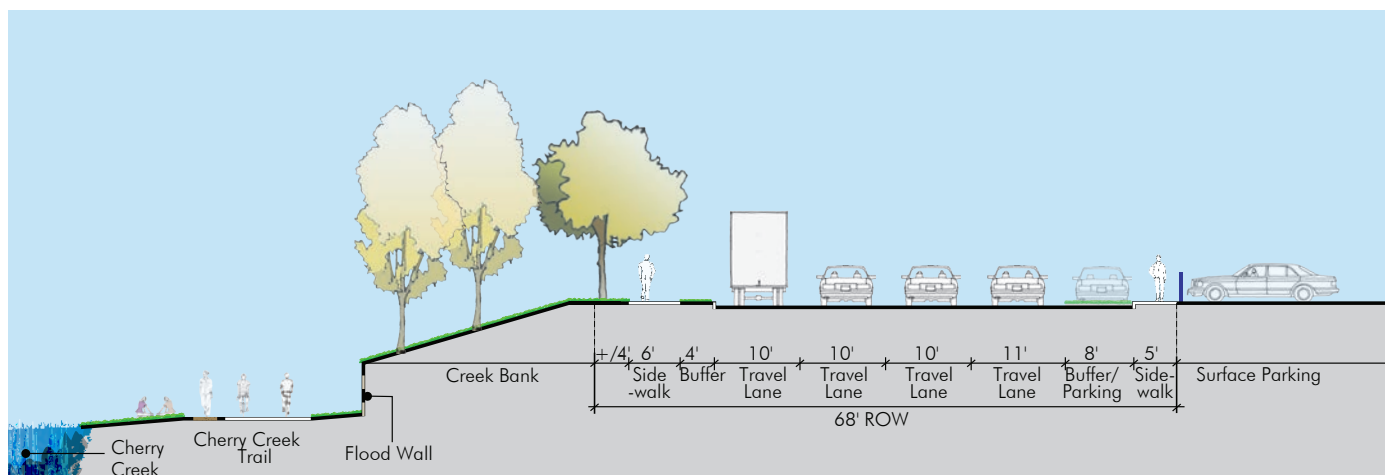 +/4' 6' 4' 10' 10' 10' 11' 8' 5'
Creek Bank
Side
-walk
Buffer
Travel
Lane
Travel
Lane
Travel
Lane
Travel
Lane
Buffer/
Parking
Side-
walk
Surface Parking
68' ROW
Cherry
Creek
Cherry Creek
Trail
Flood Wall